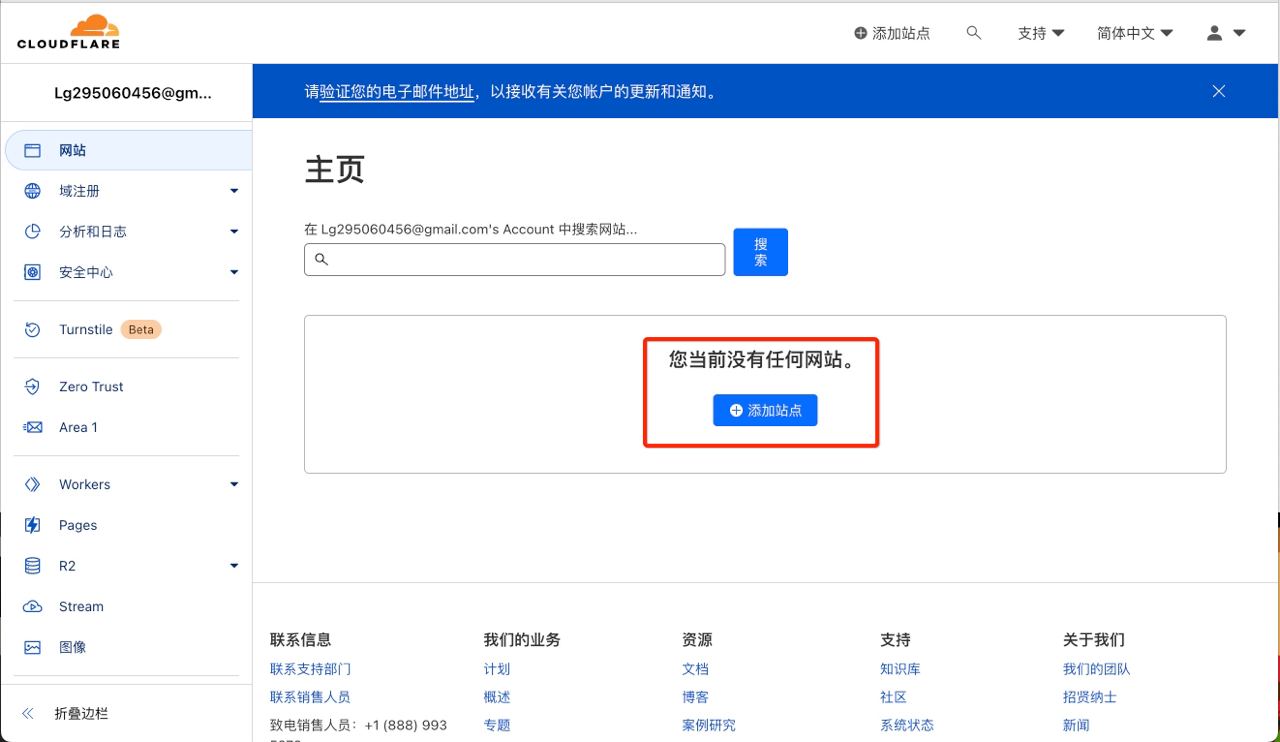 CLOUDFLARE
添加站点
支持
简体中文
Lg295060456@gm...
请验证您的电子邮件地址，以接收有关您帐户的更新和通知。
网站
域注册
分析和日志
安全中心
Turnstile Beta
Zero Trust
Area 1
Workers
Pages
R2
Stream
图像
折叠边栏
主页
在 Lg295060456@gmail.com's Account 中搜索网站...
搜
索
您当前没有任何网站。
添加站点
联系信息
联系支持部门
联系销售人员
致电销售人员：+1 (888) 993
我们的业务
计划
概述
专题
资源
文档
博客
案例研究
支持
知识库
社区
系统状态
关于我们
我们的团队
招贤纳士
新闻